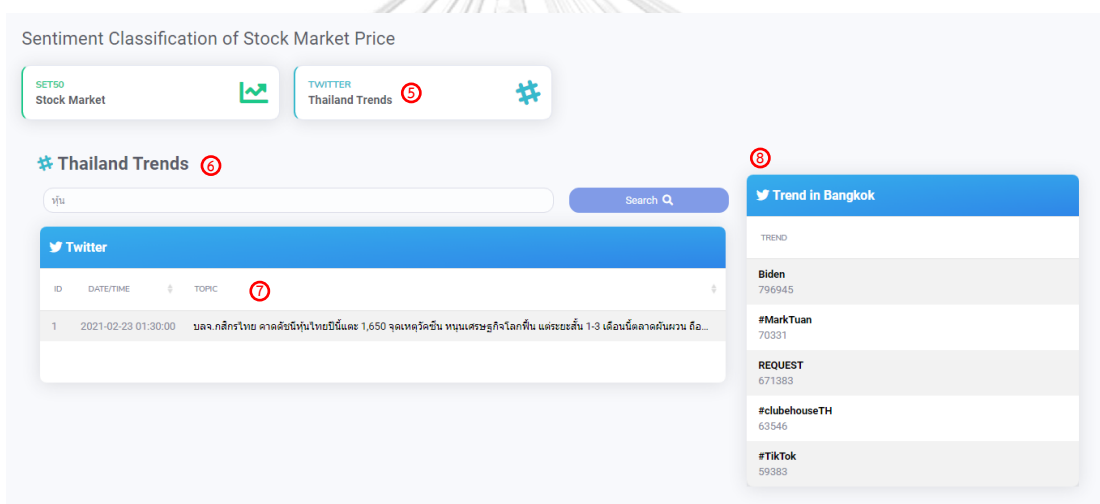 Sentiment Classification of Stock Market Price
SET50
Stock Market
TWITTER
Thailand Trends
5
Thailand Trends
6
หุ้น
Search
Twitter
ID DATE/TIME TOPIC
7
1 2021-02-23 01:30:00 บลจ.กสิกรไทย คาดดัชนีหุ้นไทยปีนี้แตะ 1,650 จุดเหตุวัคซีน หนุนเศรษฐกิจโลกฟื้น แต่ระยะสั้น 1-3 เดือนนี้ตลาดผันผวน ถือ...
8
Trend in Bangkok
TREND
Biden
796945
#MarkTuan
70331
REQUEST
671383
#clubehouseTH
63546
#TikTok
59383